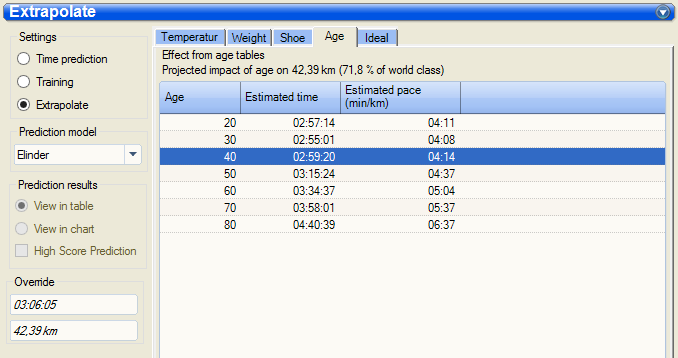 Extrapolate
Settings
Time prediction
Training
Extrapolate
Prediction model
Elinder
Prediction results
View in table
View in chart
High Score Prediction
Override
03:06:05
42,39 km
Temperatur Weight Shoe Age Ideal
Effect from age tables
Projected impact of age on 42,39 km (71,8 % of world class)
Age Estimated time Estimated pace (min/km)
20 02:57:14 04:11
30 02:55:01 04:08
40 02:59:20 04:14
50 03:15:24 04:37
60 03:34:37 05:04
70 03:58:01 05:37
80 04:40:39 06:37